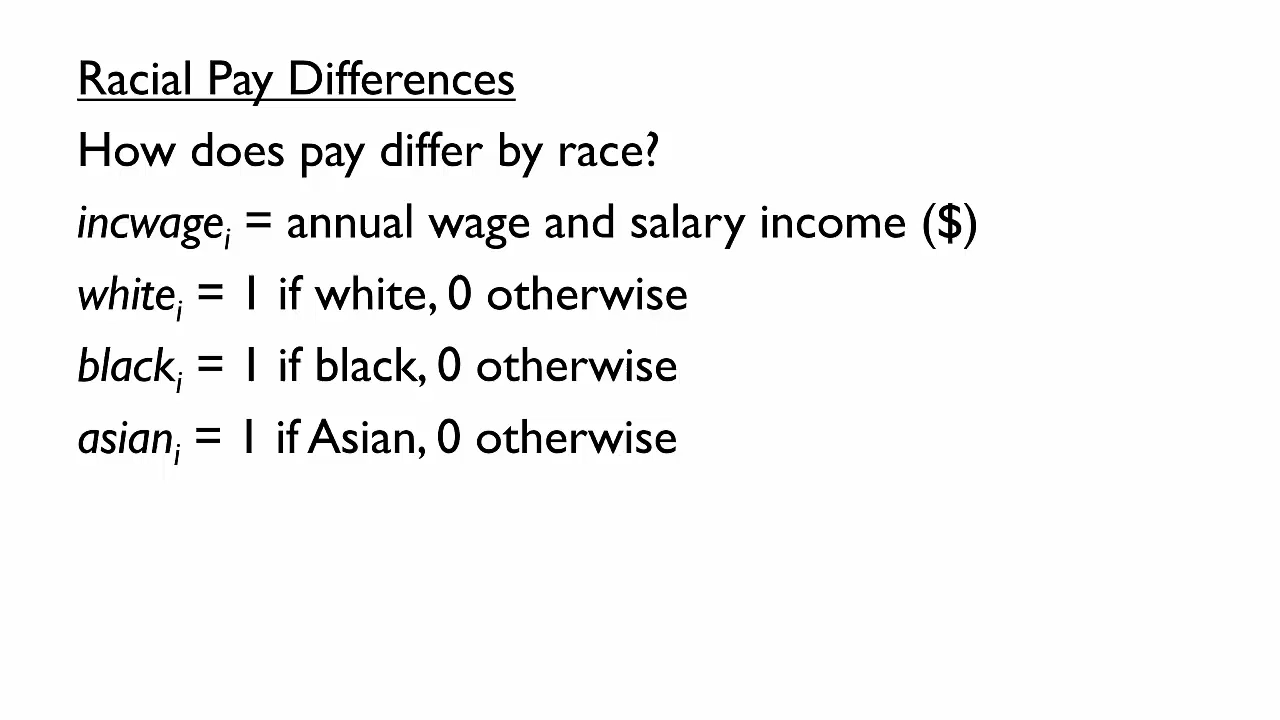 Racial Pay Differences
How does pay differ by race?
incwageᵢ = annual wage and salary income ($)
whiteᵢ = 1 if white, 0 otherwise
blackᵢ = 1 if black, 0 otherwise
asianᵢ = 1 if Asian, 0 otherwise